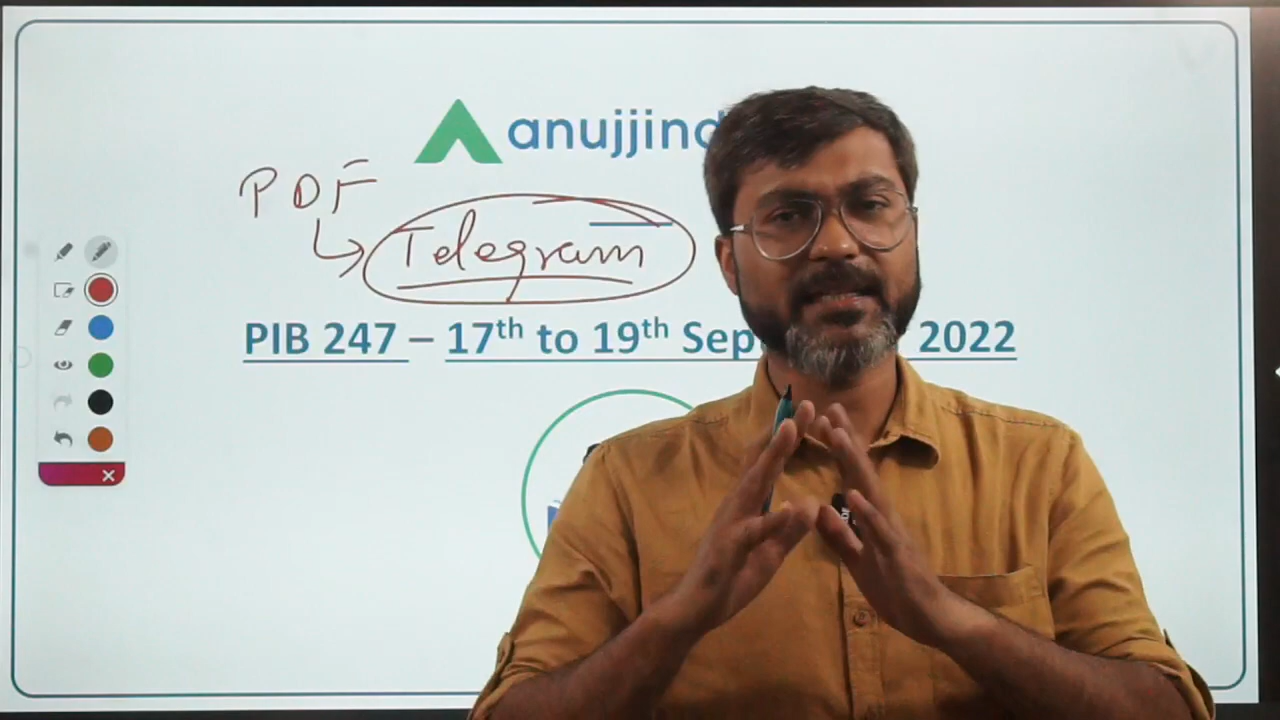 anujjind
PDF
Telegram
PIB 247 – 17th to 19th Sep 2022